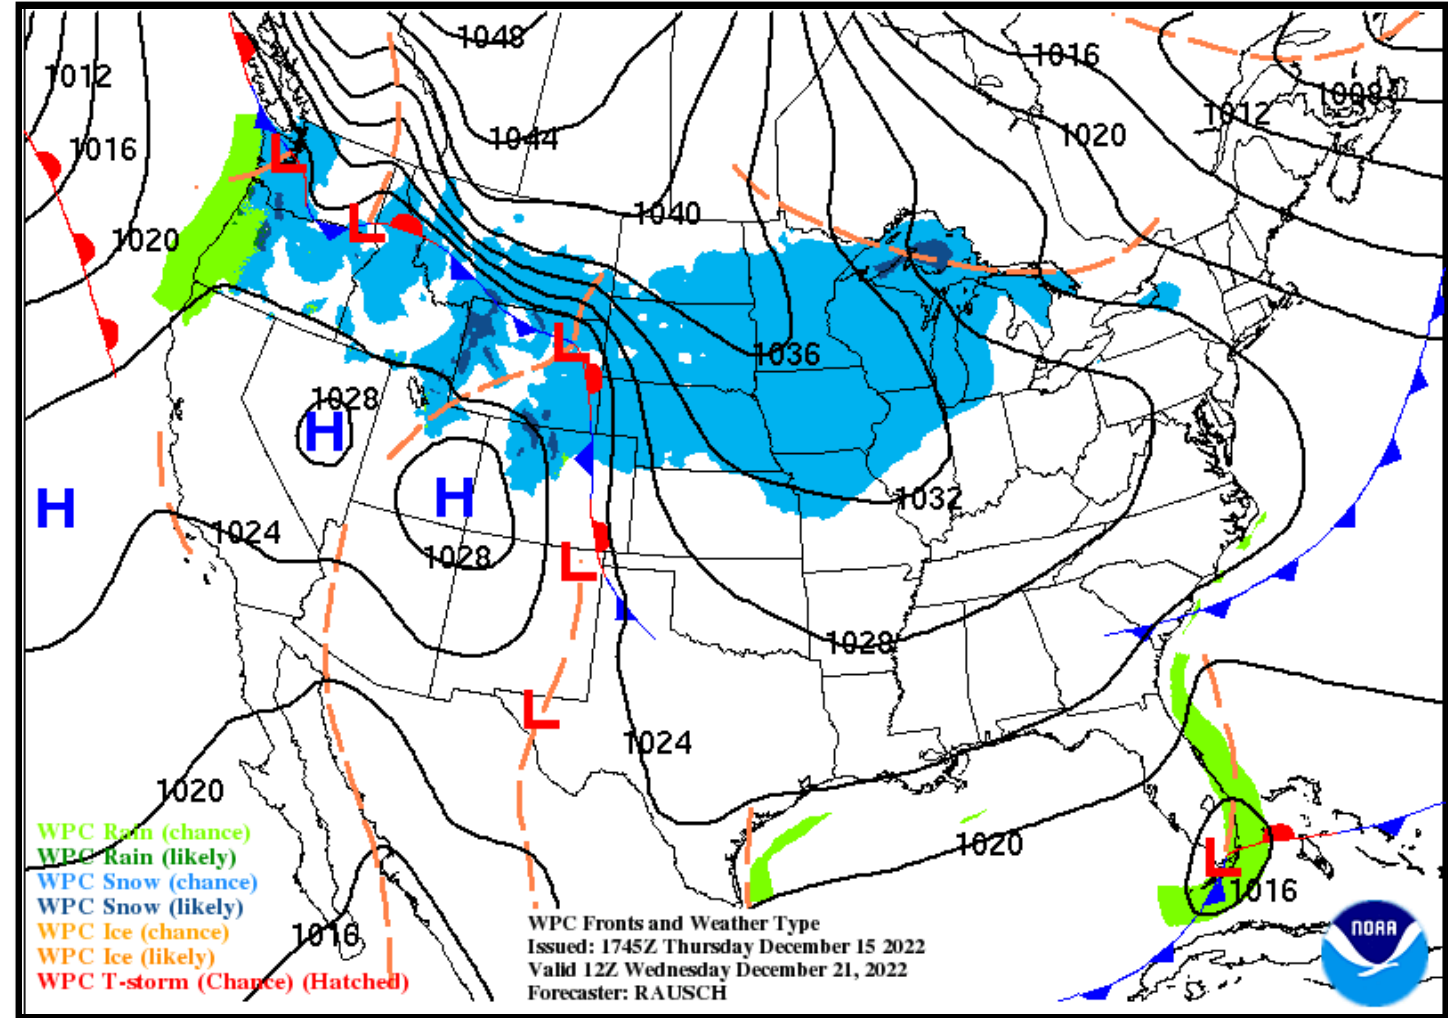 1048
1016
1012
1008
1012
1044
1020
1016
1040
1020
1036
1028
H
H
H
1032
1024
1028
1028
1024
1020
1020
1016
1016
L
L
L
L
L
L
WPC Rain (chance)
WPC Rain (likely)
WPC Snow (chance)
WPC Snow (likely)
WPC Ice (chance)
WPC Ice (likely)
WPC T-storm (Chance) (Hatched)
WPC Fronts and Weather Type
Issued: 1745Z Thursday December 15 2022
Valid 12Z Wednesday December 21, 2022
Forecaster: RAUSCH
NOAA